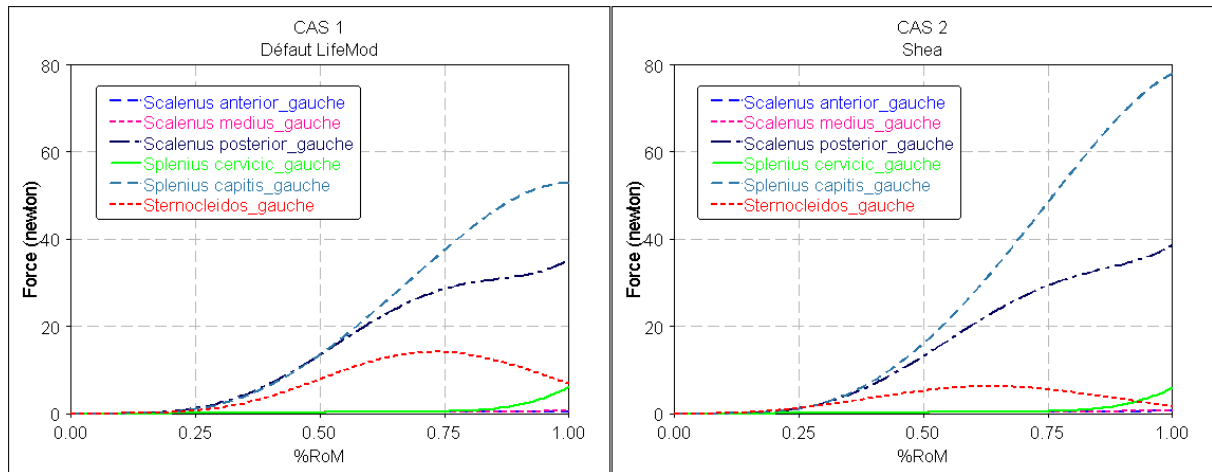 CAS 1
Défaut LifeMod
80
60
40
20
0
Force (newton)
Scalenus anterior_gauche
Scalenus medius_gauche
Scalenus posterior_gauche
Splenius cervicic_gauche
Splenius capitis_gauche
Sternocleidos_gauche
0.00 0.25 0.50 0.75 1.00
%RoM
CAS 2
Shea
80
60
40
20
0
Force (newton)
Scalenus anterior_gauche
Scalenus medius_gauche
Scalenus posterior_gauche
Splenius cervicic_gauche
Splenius capitis_gauche
Sternocleidos_gauche
0.00 0.25 0.50 0.75 1.00
%RoM